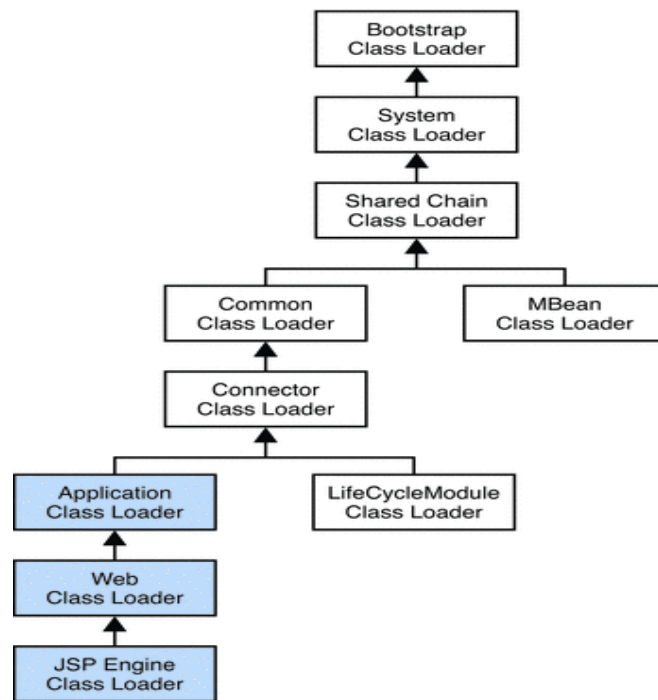 Bootstrap
Class Loader
System
Class Loader
Shared Chain
Class Loader
Common
Class Loader
MBean
Class Loader
Connector
Class Loader
Application
Class Loader
LifeCycleModule
Class Loader
Web
Class Loader
JSP Engine
Class Loader